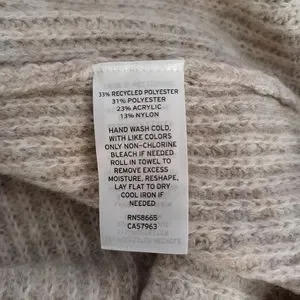 33% RECYCLED POLYESTER
31% POLYESTER
23% ACRYLIC
13% NYLON
HAND WASH COLD,
WITH LIKE COLORS
ONLY NON-CHLORINE
BLEACH IF NEEDED
ROLL IN TOWEL TO
REMOVE EXCESS
MOISTURE, RESHAPE,
LAY FLAT TO DRY
COOL IRON IF
NEEDED
RN58665
CA57963